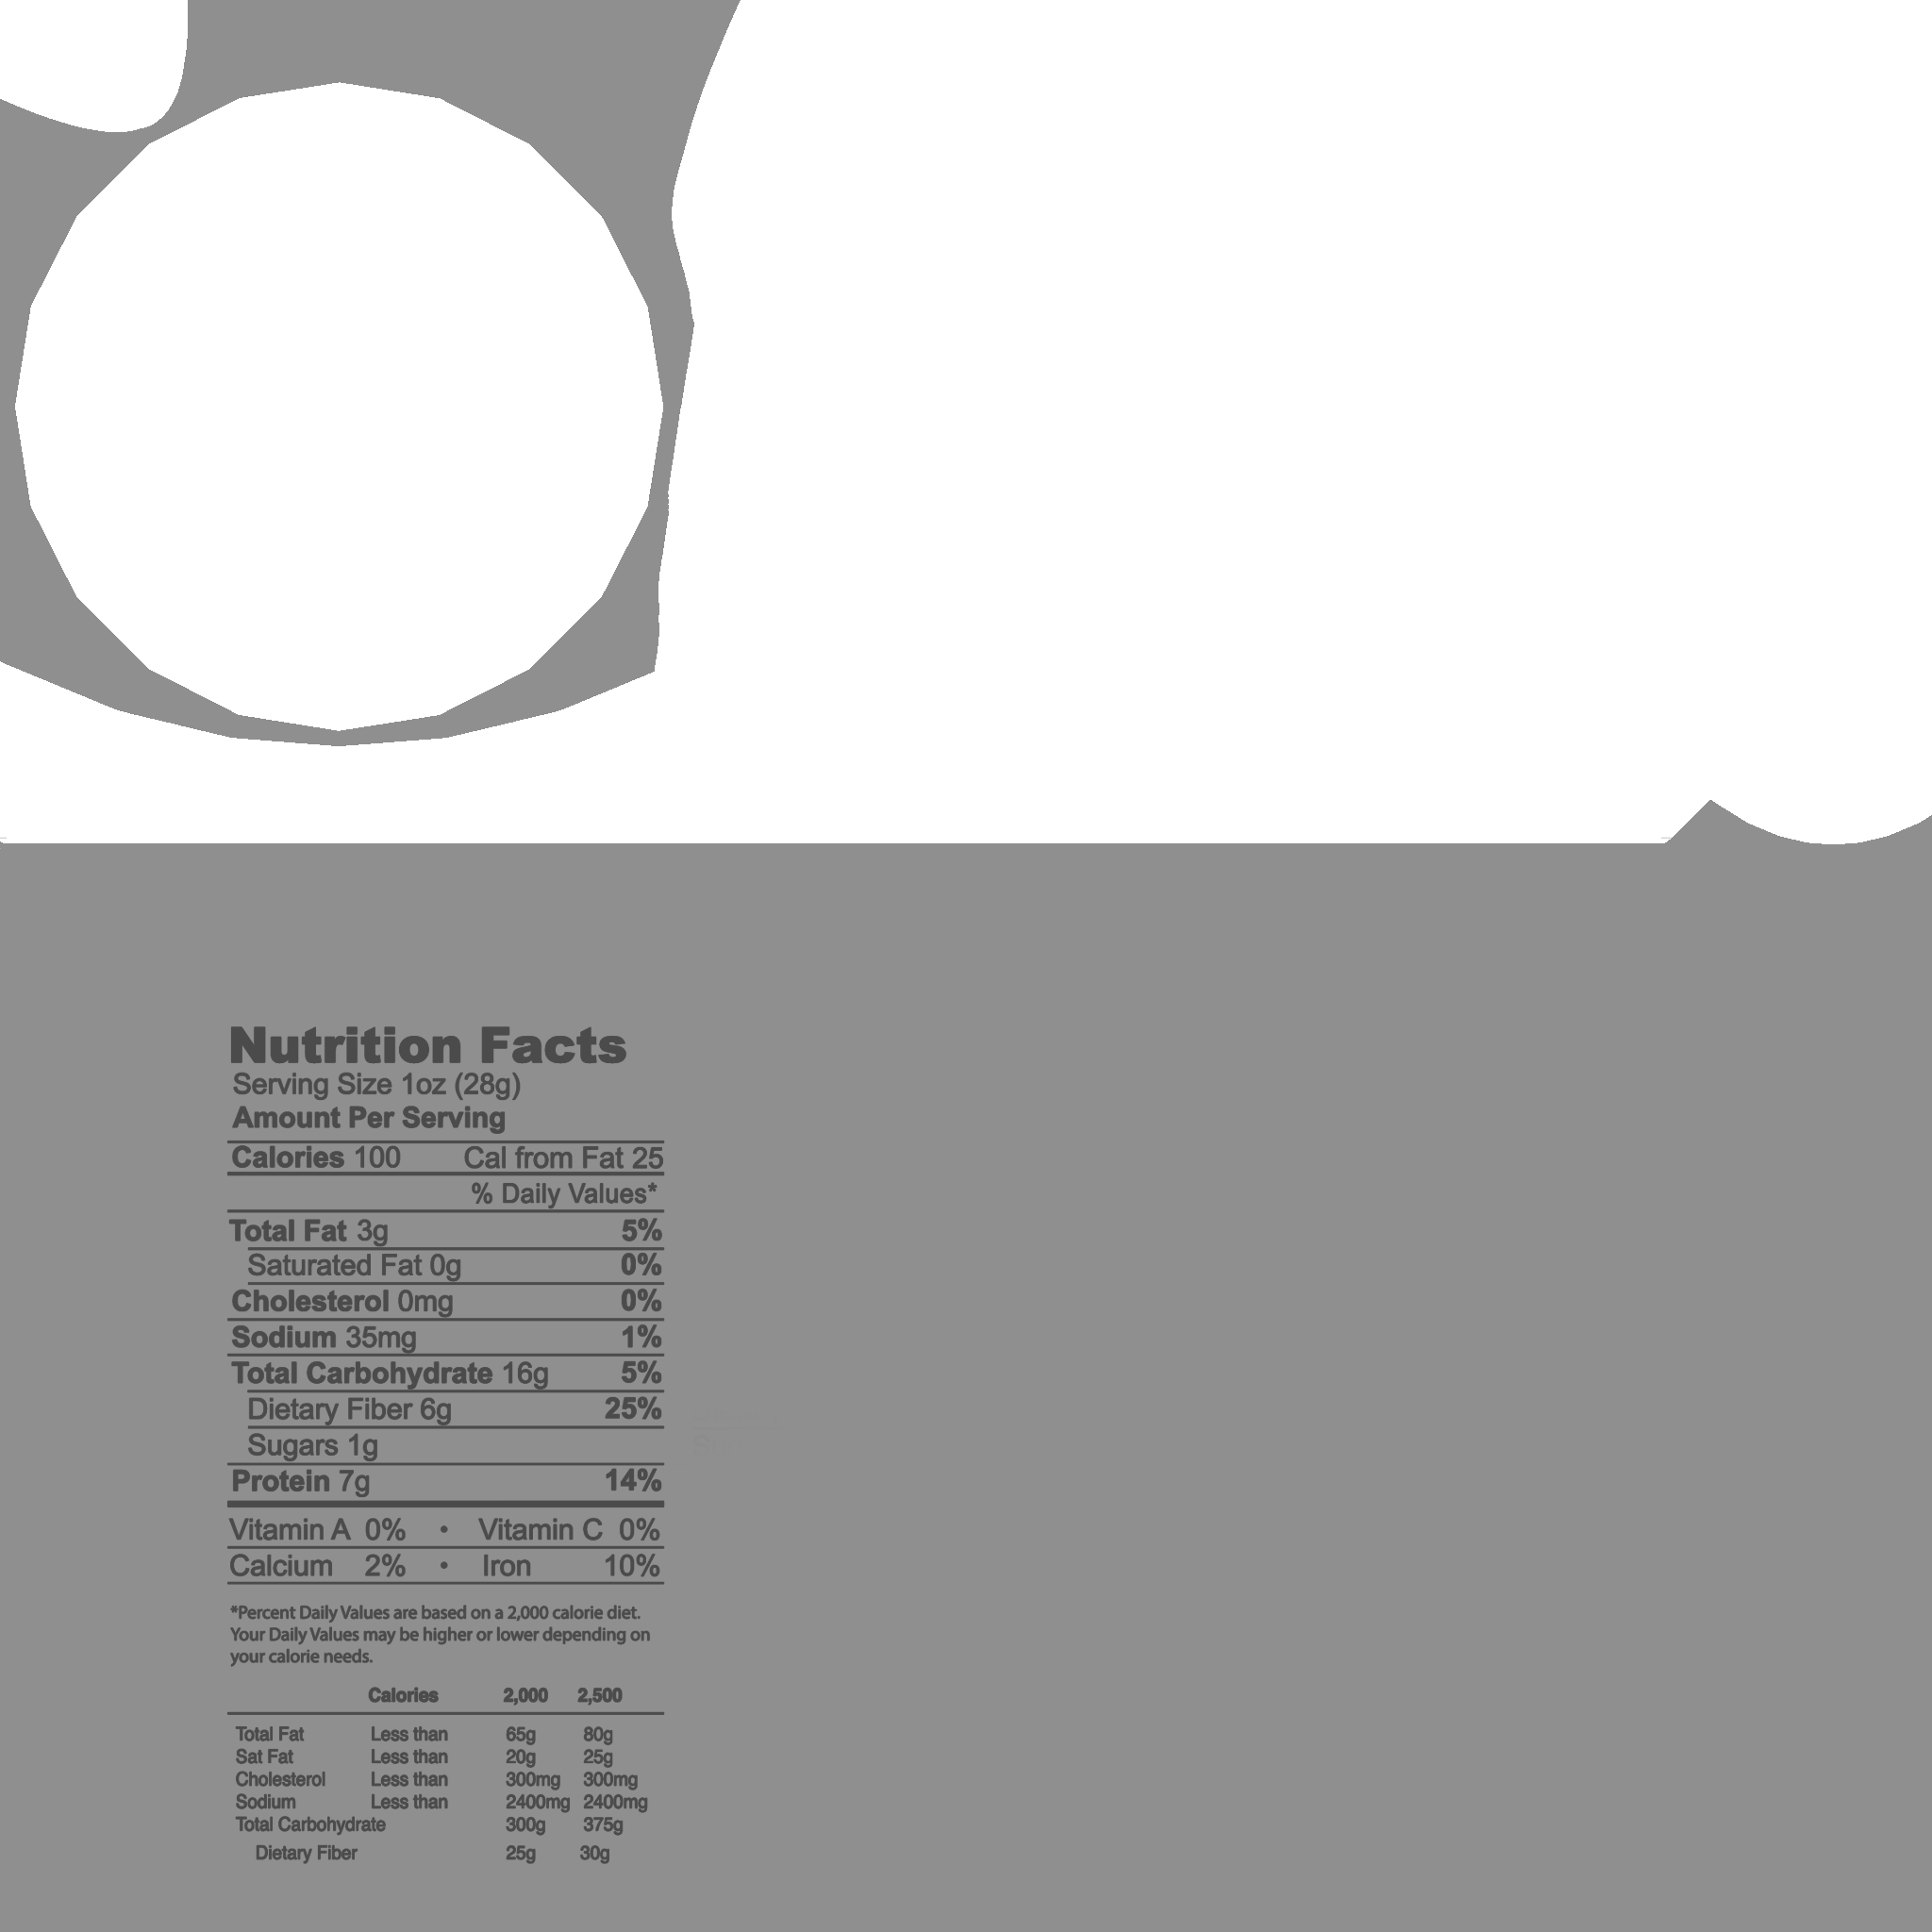 Nutrition Facts
Serving Size 1oz (28g)
Amount Per Serving
Calories 100 Cal from Fat 25
% Daily Values*
Total Fat 3g 5%
Saturated Fat 0g 0%
Cholesterol 0mg 0%
Sodium 35mg 1%
Total Carbohydrate 16g 5%
Dietary Fiber 6g 25%
Sugars 1g
Protein 7g 14%
Vitamin A 0% • Vitamin C 0%
Calcium 2% • Iron 10%
*Percent Daily Values are based on a 2,000 calorie diet.
Your Daily Values may be higher or lower depending on
your calorie needs.
Calories 2,000 2,500
Total Fat Less than 65g 80g
Sat Fat Less than 20g 25g
Cholesterol Less than 300mg 300mg
Sodium Less than 2400mg 2400mg
Total Carbohydrate 300g 375g
Dietary Fiber 25g 30g